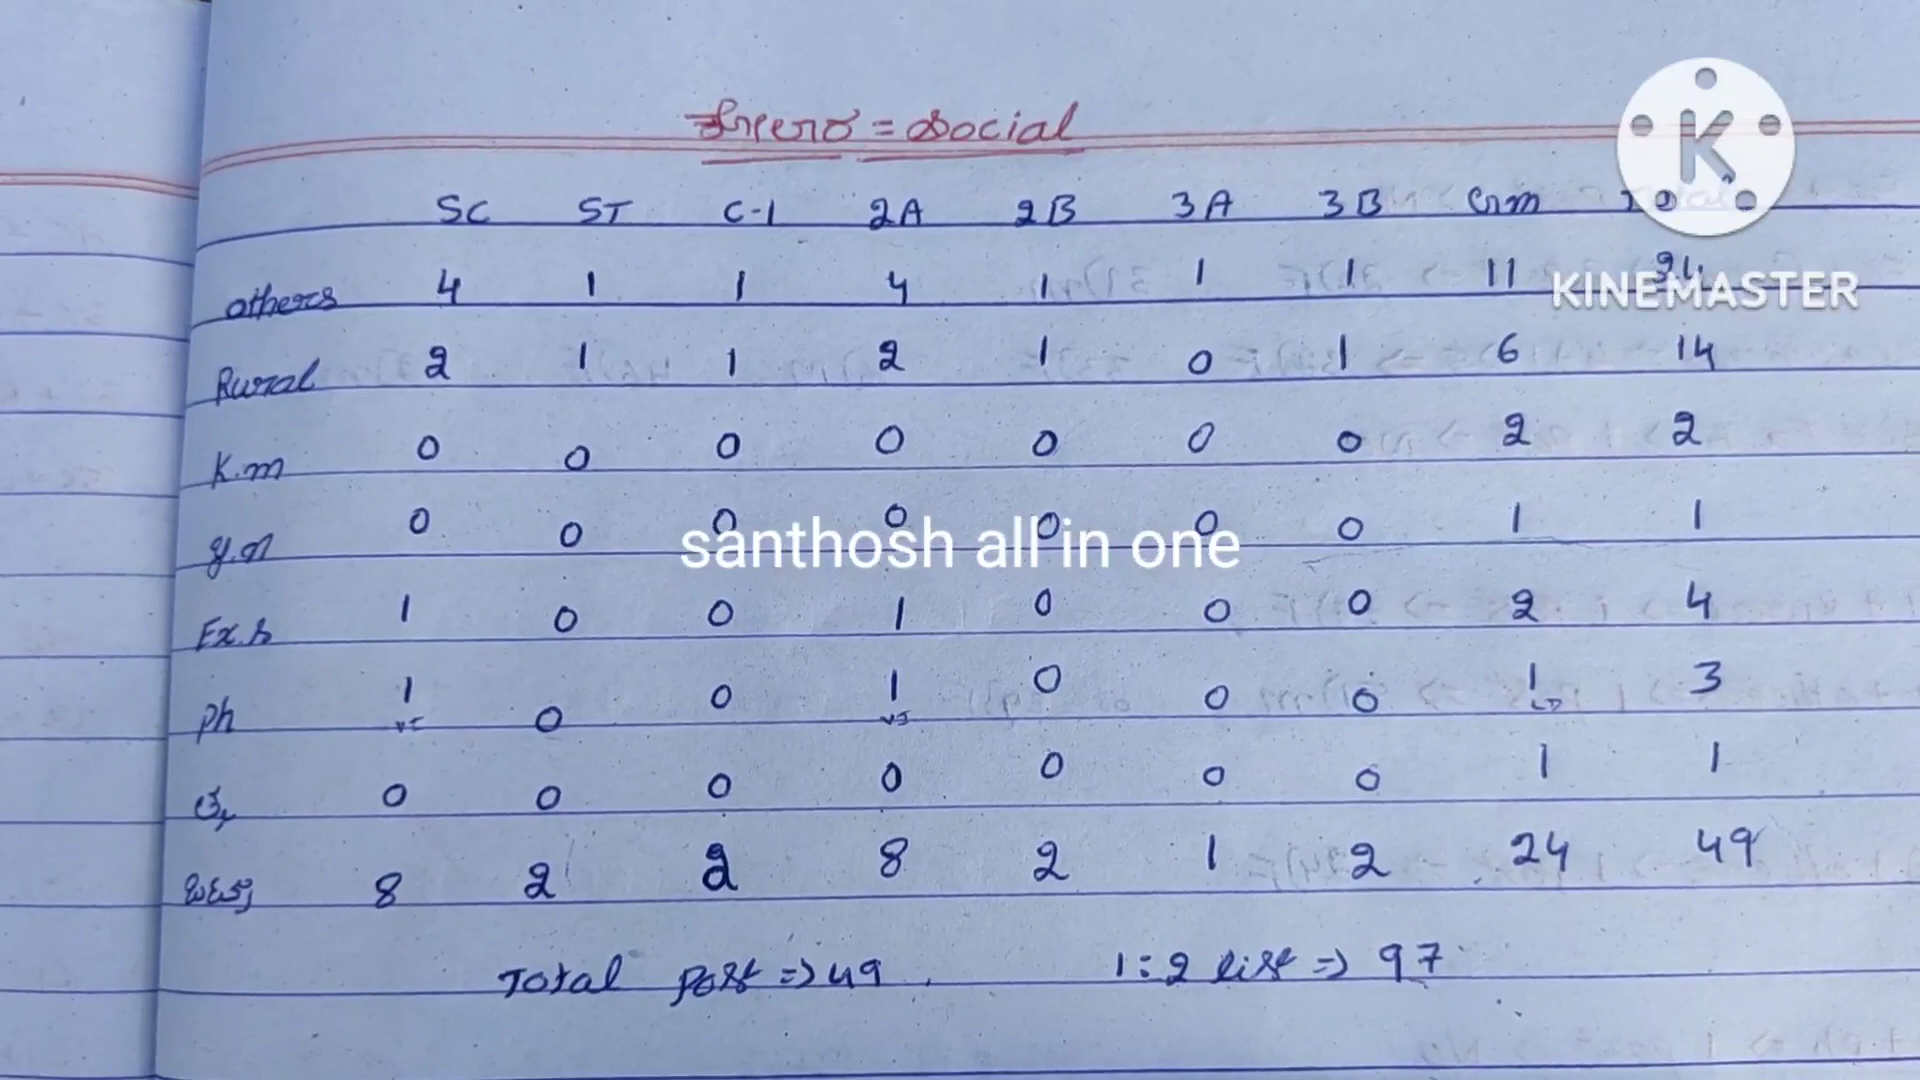 ಕೋಲಾರ = Social
SC ST C-1 2A 2B 3A 3B Gm Total
others 4 1 1 4 1 1 1 11 24
Rural 2 1 1 2 1 0 1 6 14
K.m 0 0 0 0 0 0 0 2 2
0 0 0 0 0 0 0 1 1
Ex.s 1 0 0 1 0 0 0 2 4
Ph 1 0 0 1 0 0 0 1 3
VI VI LD
ತೃ 0 0 0 0 0 0 0 1 1
ಒಟ್ಟು 8 2 2 8 2 1 2 24 49
Total Post => 49. 1:2 list => 97
K
KINEMASTER
santhosh all in one